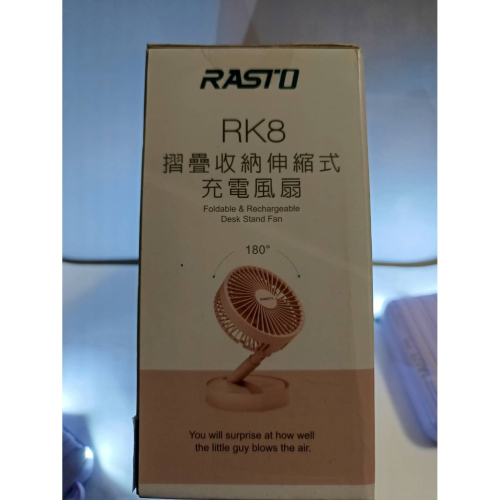 RASTO
RK8
摺疊收納伸縮式
充電風扇
Foldable & Rechargeable
Desk Stand Fan
180°
RASTO
You will surprise at how well
the little guy blows the air.